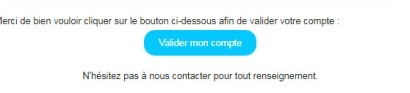 Merci de bien vouloir cliquer sur le bouton ci-dessous afin de valider votre compte :
Valider mon compte
N'hésitez pas à nous contacter pour tout renseignement.